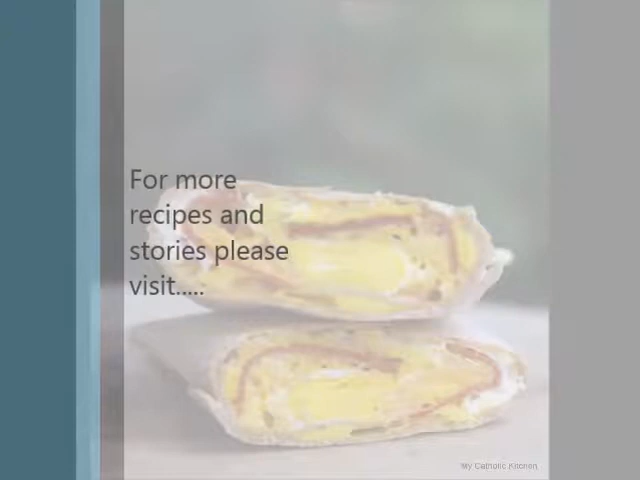 For more
recipes and
stories please
visit.....
My Catholic Kitchen